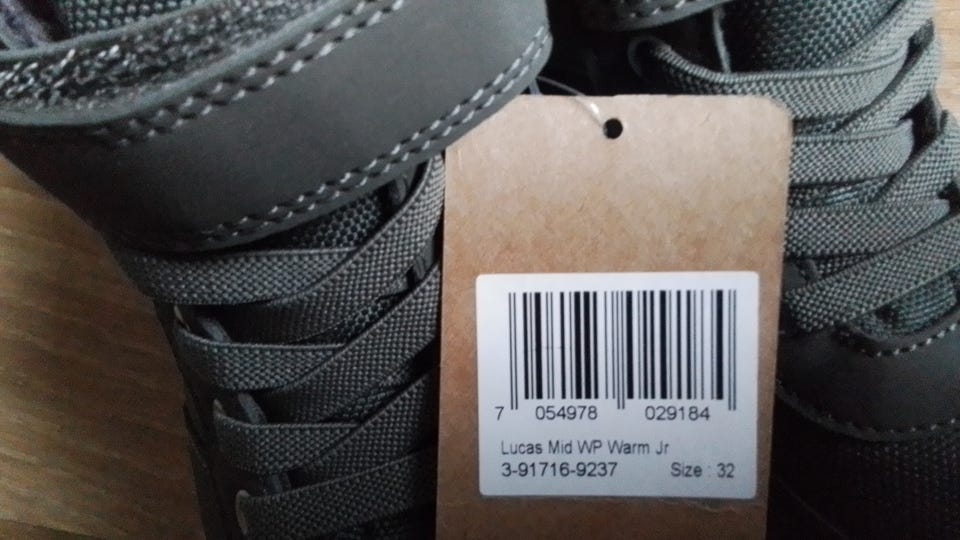 7 054978 029184
Lucas Mid WP Warm Jr
3-91716-9237 Size : 32